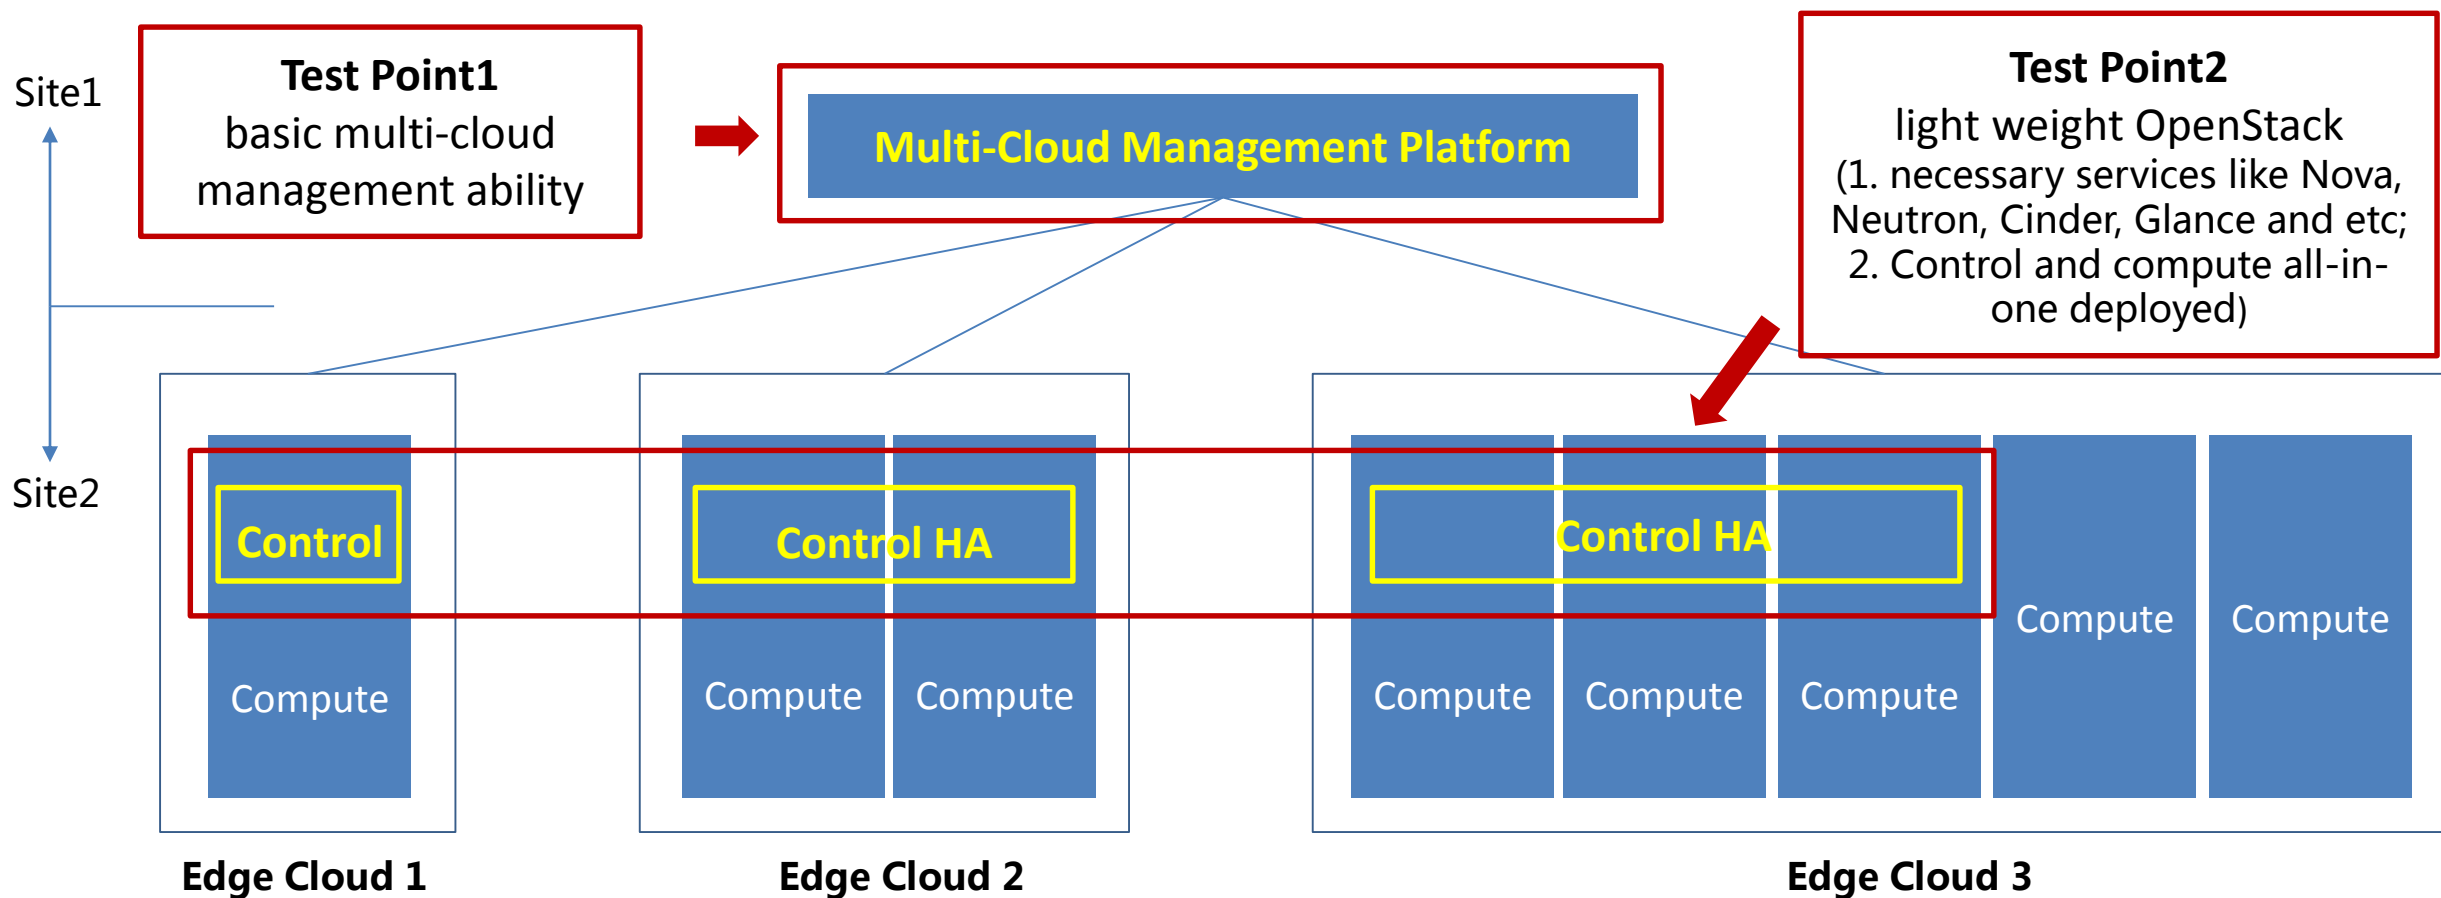 Site1
Test Point1
basic multi-cloud
management ability
Multi-Cloud Management Platform
Test Point2
light weight OpenStack
(1. necessary services like Nova,
Neutron, Cinder, Glance and etc;
2. Control and compute all-in-
one deployed)
Site2
Control
Control HA
Control HA
Compute
Compute
Compute
Compute
Compute
Compute
Compute
Compute
Edge Cloud 1
Edge Cloud 2
Edge Cloud 3